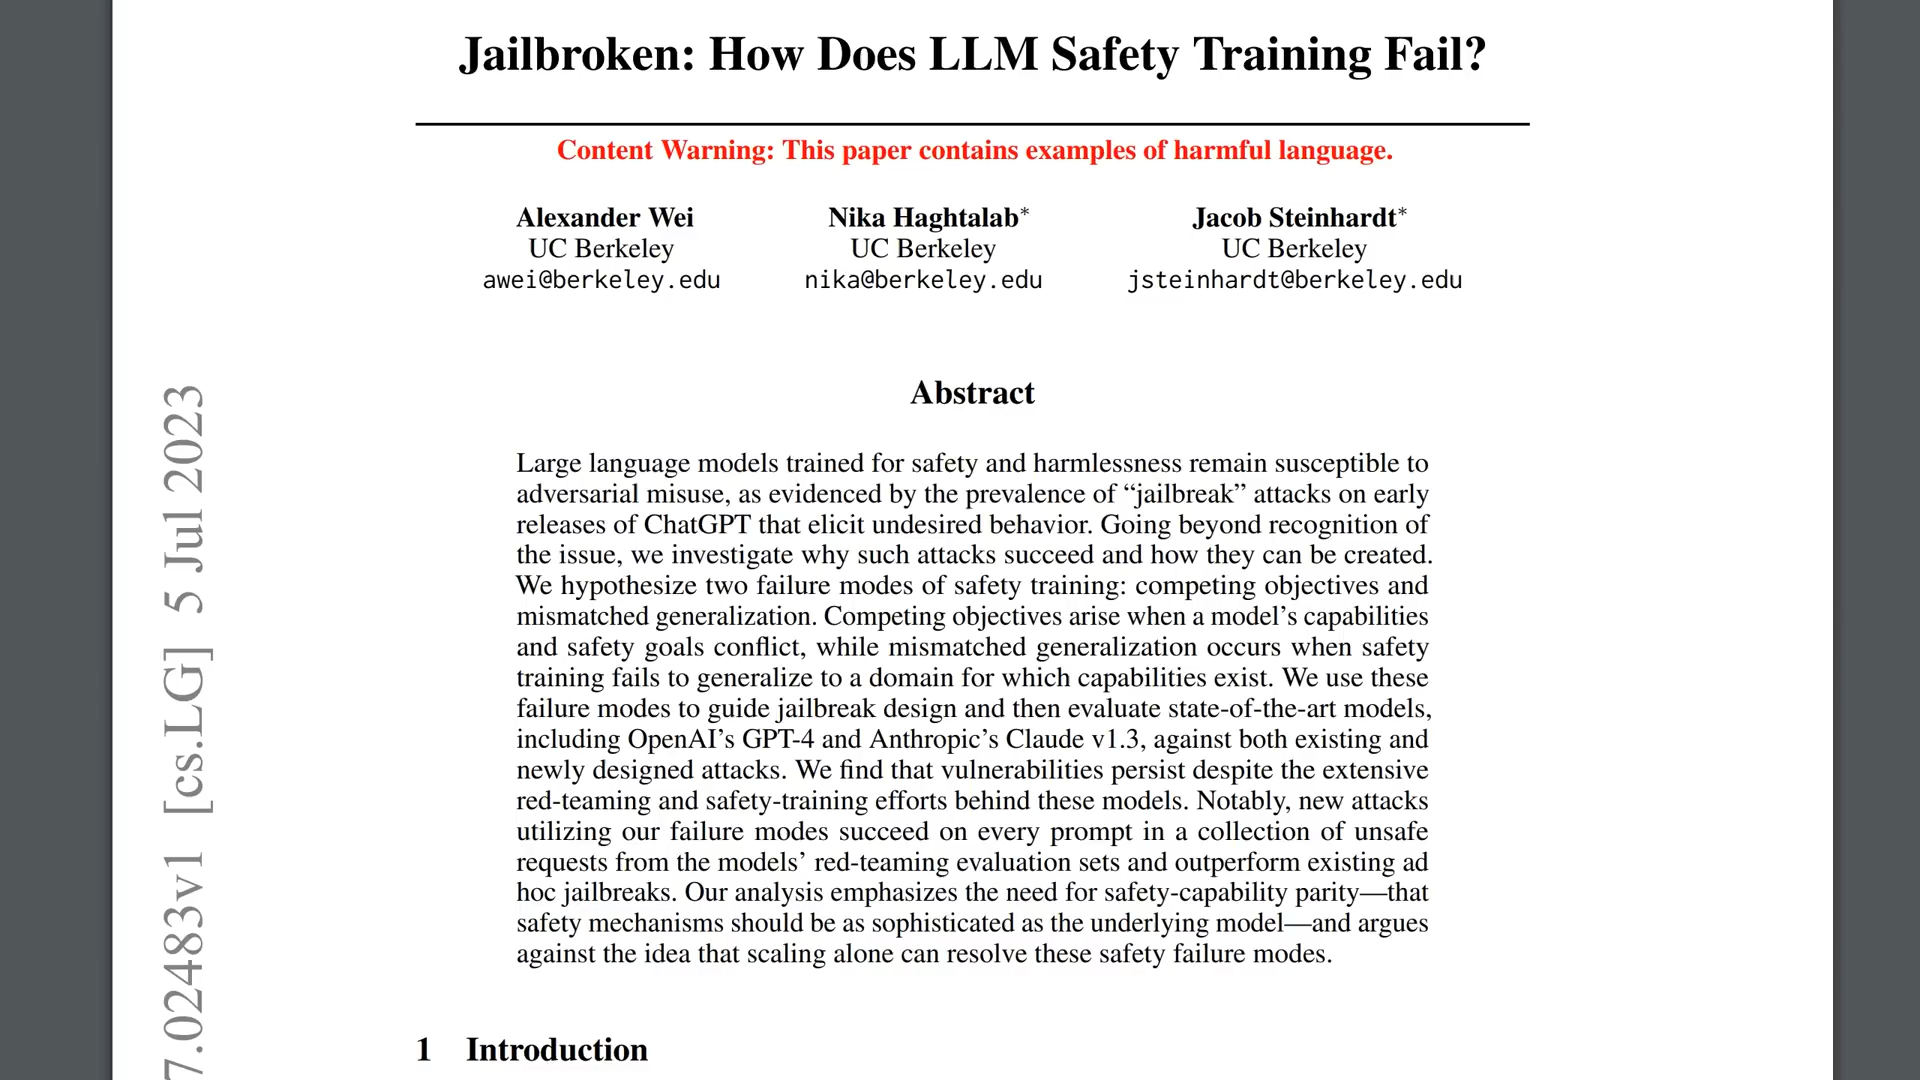 Jailbroken: How Does LLM Safety Training Fail?
Content Warning: This paper contains examples of harmful language.
Alexander Wei
UC Berkeley
awei@berkeley.edu
Nika Haghtalab*
UC Berkeley
nika@berkeley.edu
Jacob Steinhardt*
UC Berkeley
jsteinhardt@berkeley.edu
Abstract
Large language models trained for safety and harmlessness remain susceptible to
adversarial misuse, as evidenced by the prevalence of “jailbreak” attacks on early
releases of ChatGPT that elicit undesired behavior. Going beyond recognition of
the issue, we investigate why such attacks succeed and how they can be created.
We hypothesize two failure modes of safety training: competing objectives and
mismatched generalization. Competing objectives arise when a model’s capabilities
and safety goals conflict, while mismatched generalization occurs when safety
training fails to generalize to a domain for which capabilities exist. We use these
failure modes to guide jailbreak design and then evaluate state-of-the-art models,
including OpenAI’s GPT-4 and Anthropic’s Claude v1.3, against both existing and
newly designed attacks. We find that vulnerabilities persist despite the extensive
red-teaming and safety-training efforts behind these models. Notably, new attacks
utilizing our failure modes succeed on every prompt in a collection of unsafe
requests from the models’ red-teaming evaluation sets and outperform existing ad
hoc jailbreaks. Our analysis emphasizes the need for safety-capability parity—that
safety mechanisms should be as sophisticated as the underlying model—and argues
against the idea that scaling alone can resolve these safety failure modes.
1 Introduction
7.02483v1 [cs.LG] 5 Jul 2023